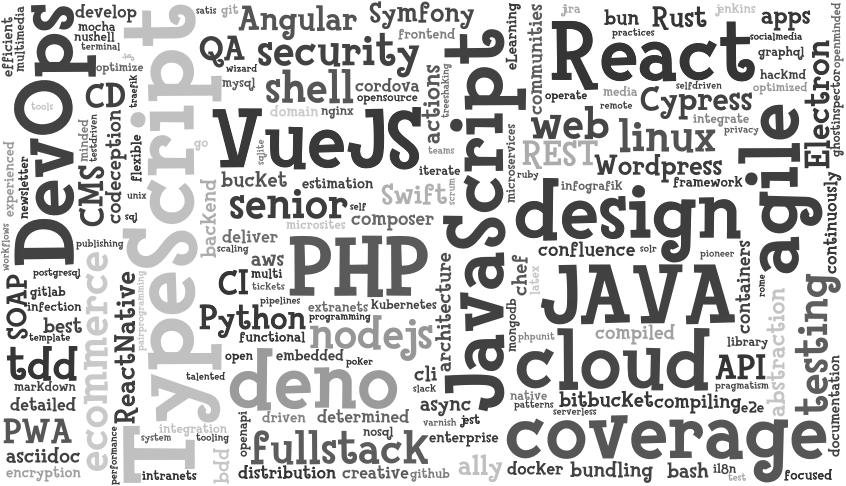 efficient
multimedia
DevOps
develop
mocha
nushell
terminal
.io
optimize
tools
CD
traefik
TypeScript
satis
git
Angular
Symfony
QA
security
frontend
wizard
mysql
shell
cordova
opensource
domain
nginx
actions
treeshaking
JavaScript
eLearning
communities
jira
bun
Rust
jenkins
apps
practices
socialmedia
graphql
React
hackmd
optimized
selfdriven
operate
media
remote
Cypress
integrate
privacy
Electron
ghostinspector
openminded
experienced
newsletter
CMS
minded
testdriven
codeception
flexible
unix
sql
go
VueJS
sqlite
teams
iterate
scrum
microservices
web
linux
REST
Wordpress
ruby
infografik
framework
agile
continuously
workflows
publishing
backend
bucket
estimation
Swift
senior
self
microsites
composer
design
confluence
solr
pioneer
deliver
scaling
aws
multi
tickets
CI
PHP
postgresql
SOAP
gitlab
infection
best
template
ecommerce
ReactNative
pairprogramming
pipelines
extranets
Kubernetes
Python
programming
functional
nodejs
architecture
mongodb
chef
latex
JAVA
containers
rome
phpunit
compiled
library
abstraction
testing
tdd
markdown
detailed
talented
open
embedded
poker
deno
cli
slack
cloud
API
pragmatism
documentation
PWA
asciidoc
encryption
performance
integration
system
tooling
intranets
bdd
openapi
driven
determined
nosql
fullstack
async
varnish
jest
enterprise
native
patterns
serverless
bitbucket
compiling
e2e
coverage
distribution
creative
github
ally
docker
bundling
bash
i18n
test
focused